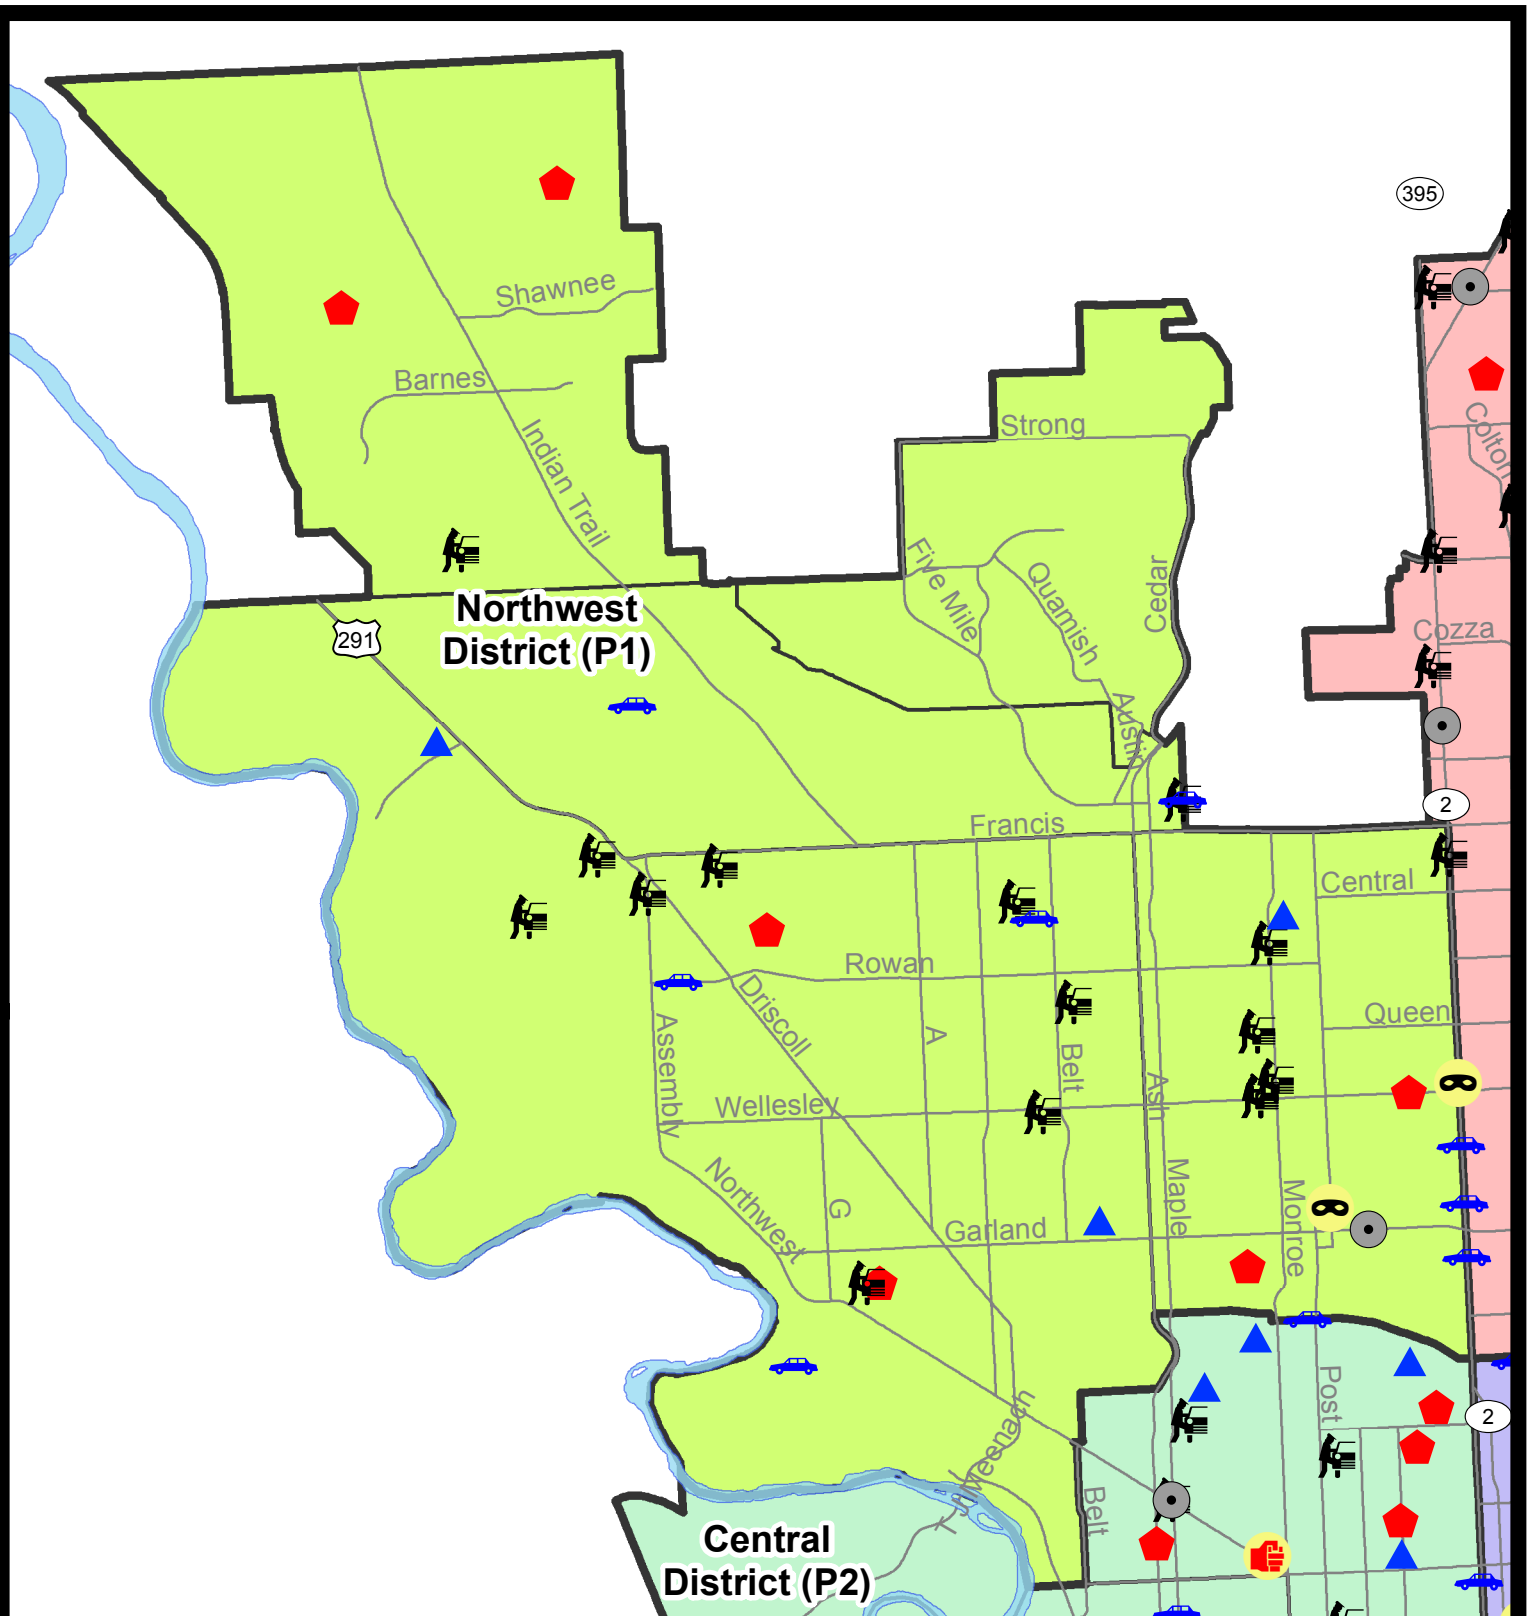 395
Shawnee
Barnes
Colton
Strong
Indian Trail
Five Mile
Quamish
Cedar
Northwest
District (P1)
291
Cozza
Austin
2
Francis
Central
Rowan
Driscoll
Queen
Assembly
A
Belt
Ash
Wellesley
Northwest
G
Maple
Monroe
Garland
Post
2
T J Meenach
Belt
Central
District (P2)